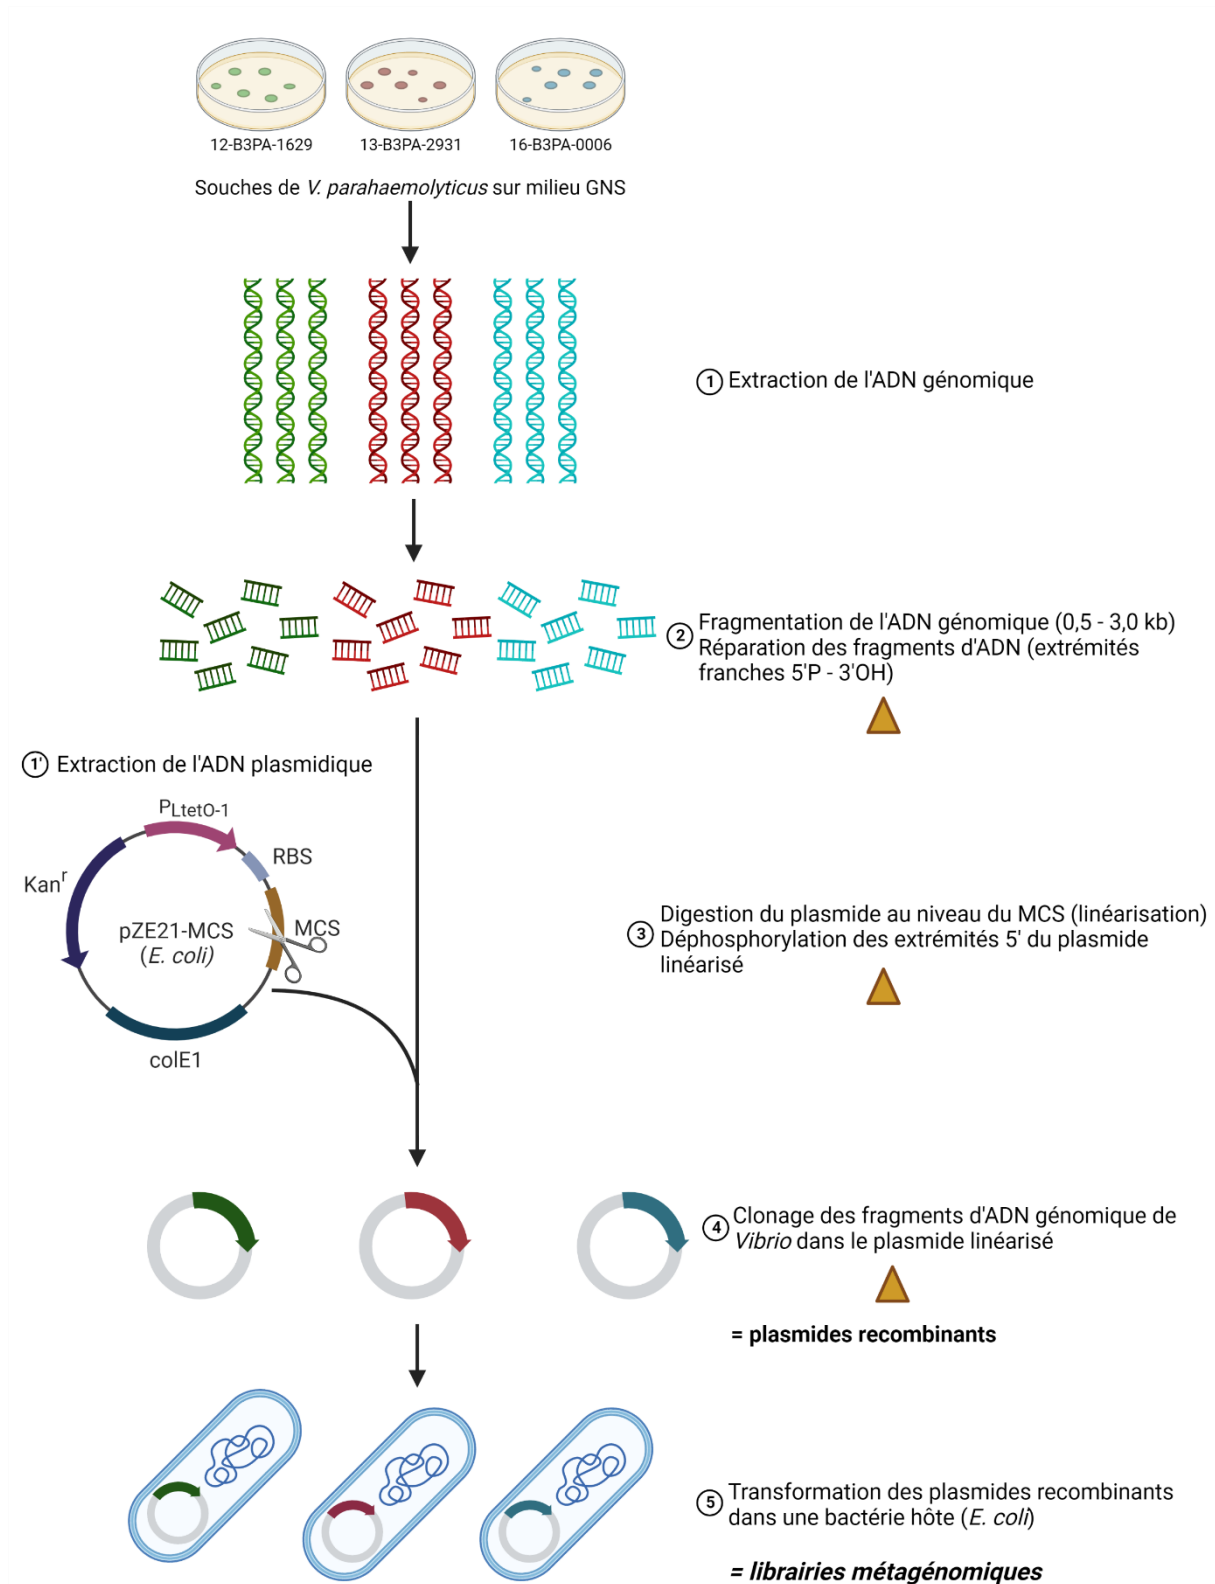 12-B3PA-1629
13-B3PA-2931
16-B3PA-0006
Souches de V. parahaemolyticus sur milieu GNS
1 Extraction de l'ADN génomique
2 Fragmentation de l'ADN génomique (0,5 - 3,0 kb)
Réparation des fragments d'ADN (extrémités
franches 5'P - 3'OH)
1' Extraction de l'ADN plasmidique
PLtetO-1
RBS
Kanr
pZE21-MCS
(E. coli)
MCS
colE1
3 Digestion du plasmide au niveau du MCS (linéarisation)
Déphosphorylation des extrémités 5' du plasmide
linéarisé
4 Clonage des fragments d'ADN génomique de
Vibrio dans le plasmide linéarisé
= plasmides recombinants
5 Transformation des plasmides recombinants
dans une bactérie hôte (E. coli)
= librairies métagénomiques